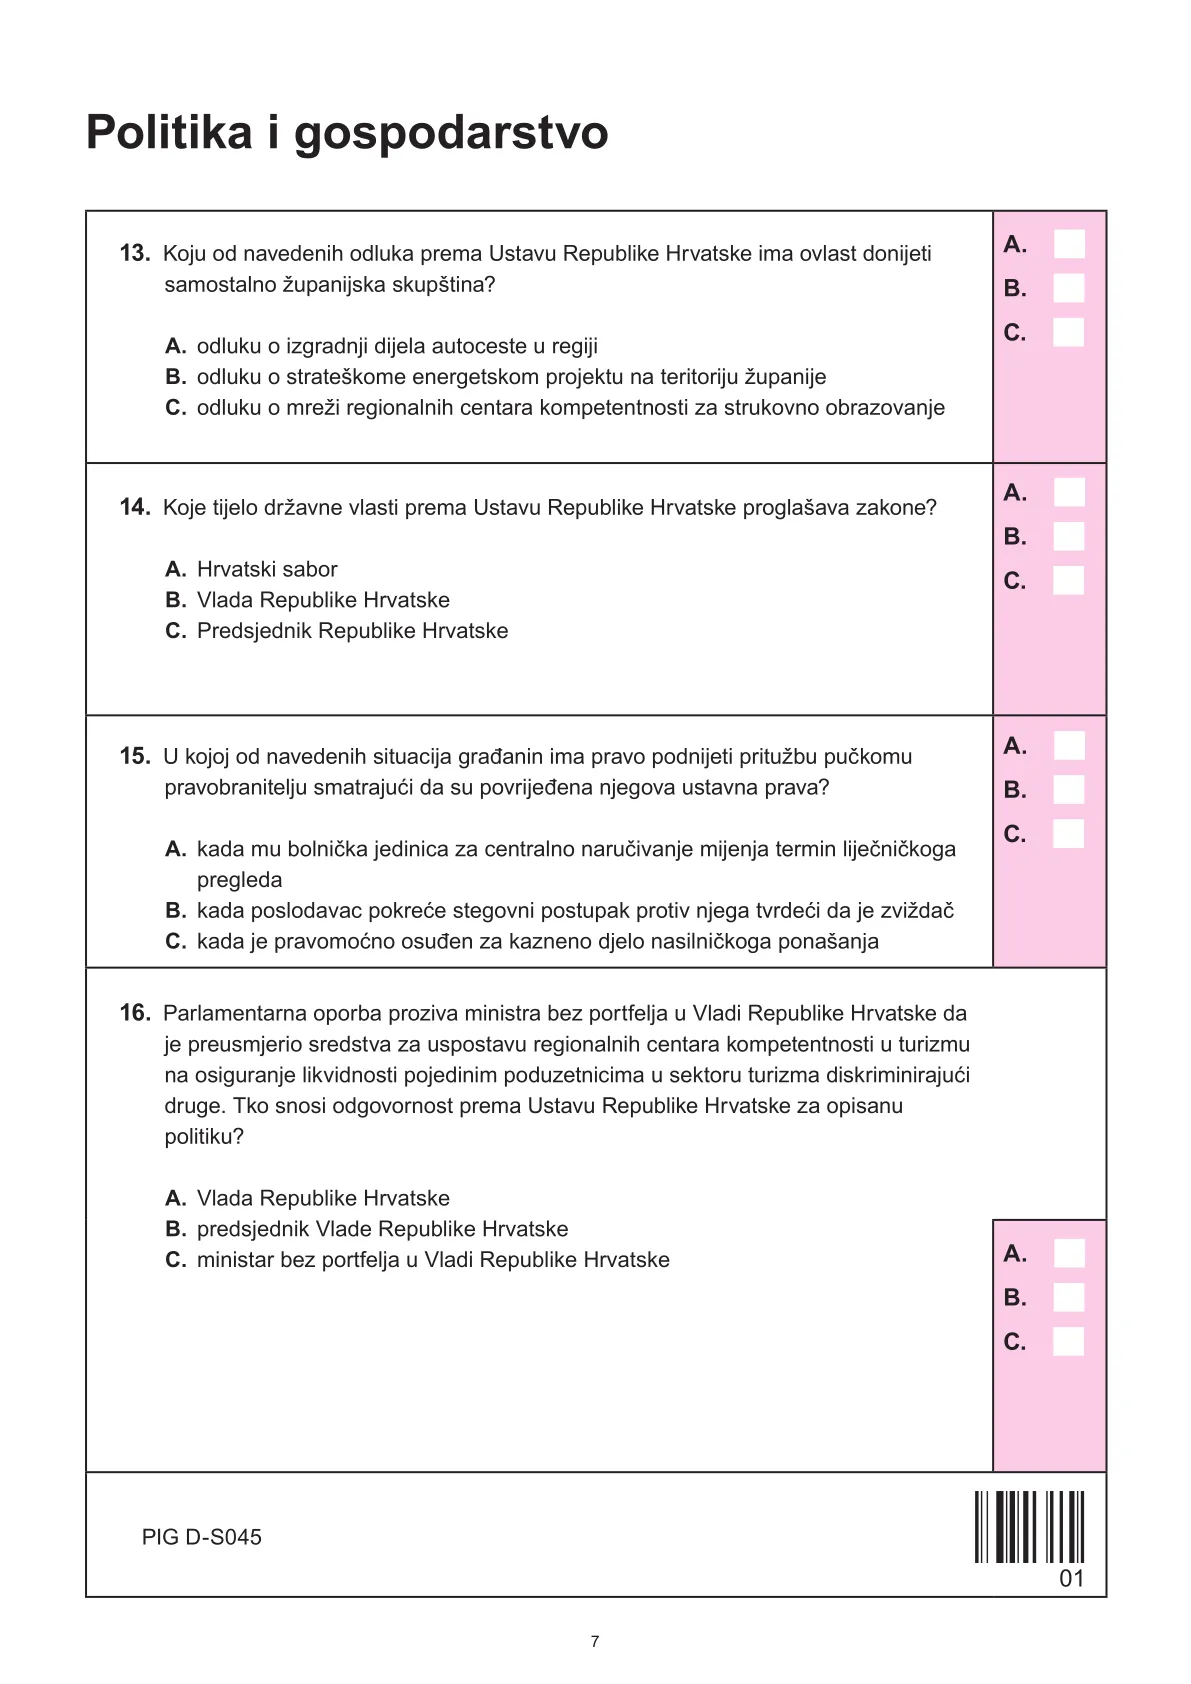 Politika i gospodarstvo
13. Koju od navedenih odluka prema Ustavu Republike Hrvatske ima ovlast donijeti
samostalno županijska skupština?
A. odluku o izgradnji dijela autoceste u regiji
B. odluku o strateškome energetskom projektu na teritoriju županije
C. odluku o mreži regionalnih centara kompetentnosti za strukovno obrazovanje
A.
B.
C.
14. Koje tijelo državne vlasti prema Ustavu Republike Hrvatske proglašava zakone?
A. Hrvatski sabor
B. Vlada Republike Hrvatske
C. Predsjednik Republike Hrvatske
A.
B.
C.
15. U kojoj od navedenih situacija građanin ima pravo podnijeti pritužbu pučkomu
pravobranitelju smatrajući da su povrijeđena njegova ustavna prava?
A. kada mu bolnička jedinica za centralno naručivanje mijenja termin liječničkoga
pregleda
B. kada poslodavac pokreće stegovni postupak protiv njega tvrdeći da je zviždač
C. kada je pravomoćno osuđen za kazneno djelo nasilničkoga ponašanja
A.
B.
C.
16. Parlamentarna oporba proziva ministra bez portfelja u Vladi Republike Hrvatske da
je preusmjerio sredstva za uspostavu regionalnih centara kompetentnosti u turizmu
na osiguranje likvidnosti pojedinim poduzetnicima u sektoru turizma diskriminirajući
druge. Tko snosi odgovornost prema Ustavu Republike Hrvatske za opisanu
politiku?
A. Vlada Republike Hrvatske
B. predsjednik Vlade Republike Hrvatske
C. ministar bez portfelja u Vladi Republike Hrvatske
A.
B.
C.
PIG D-S045
01
7